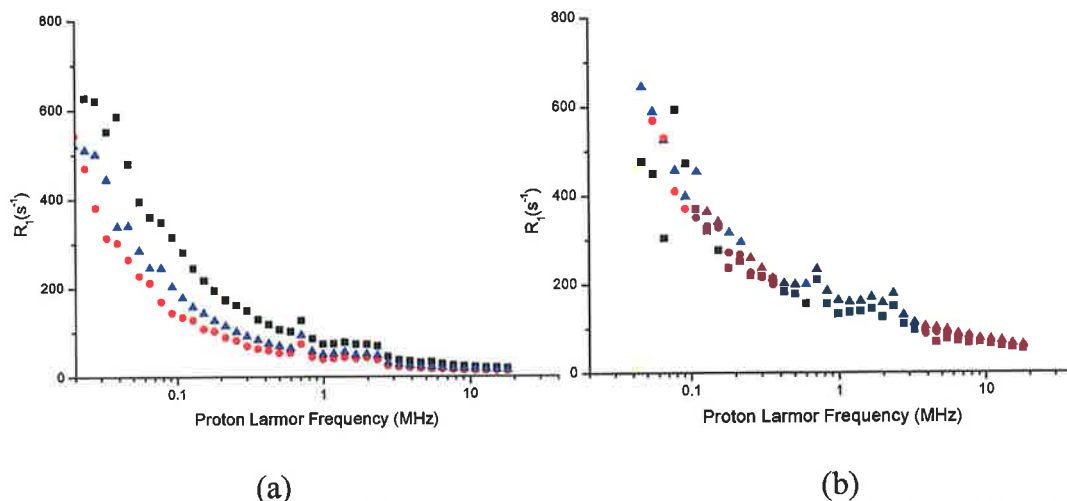 800
600
400
200
0
R₁(s⁻¹)
0.1
1
10
Proton Larmor Frequency (MHz)
(a)
800
600
400
200
0
R₁(s⁻¹)
0.1
1
10
Proton Larmor Frequency (MHz)
(b)